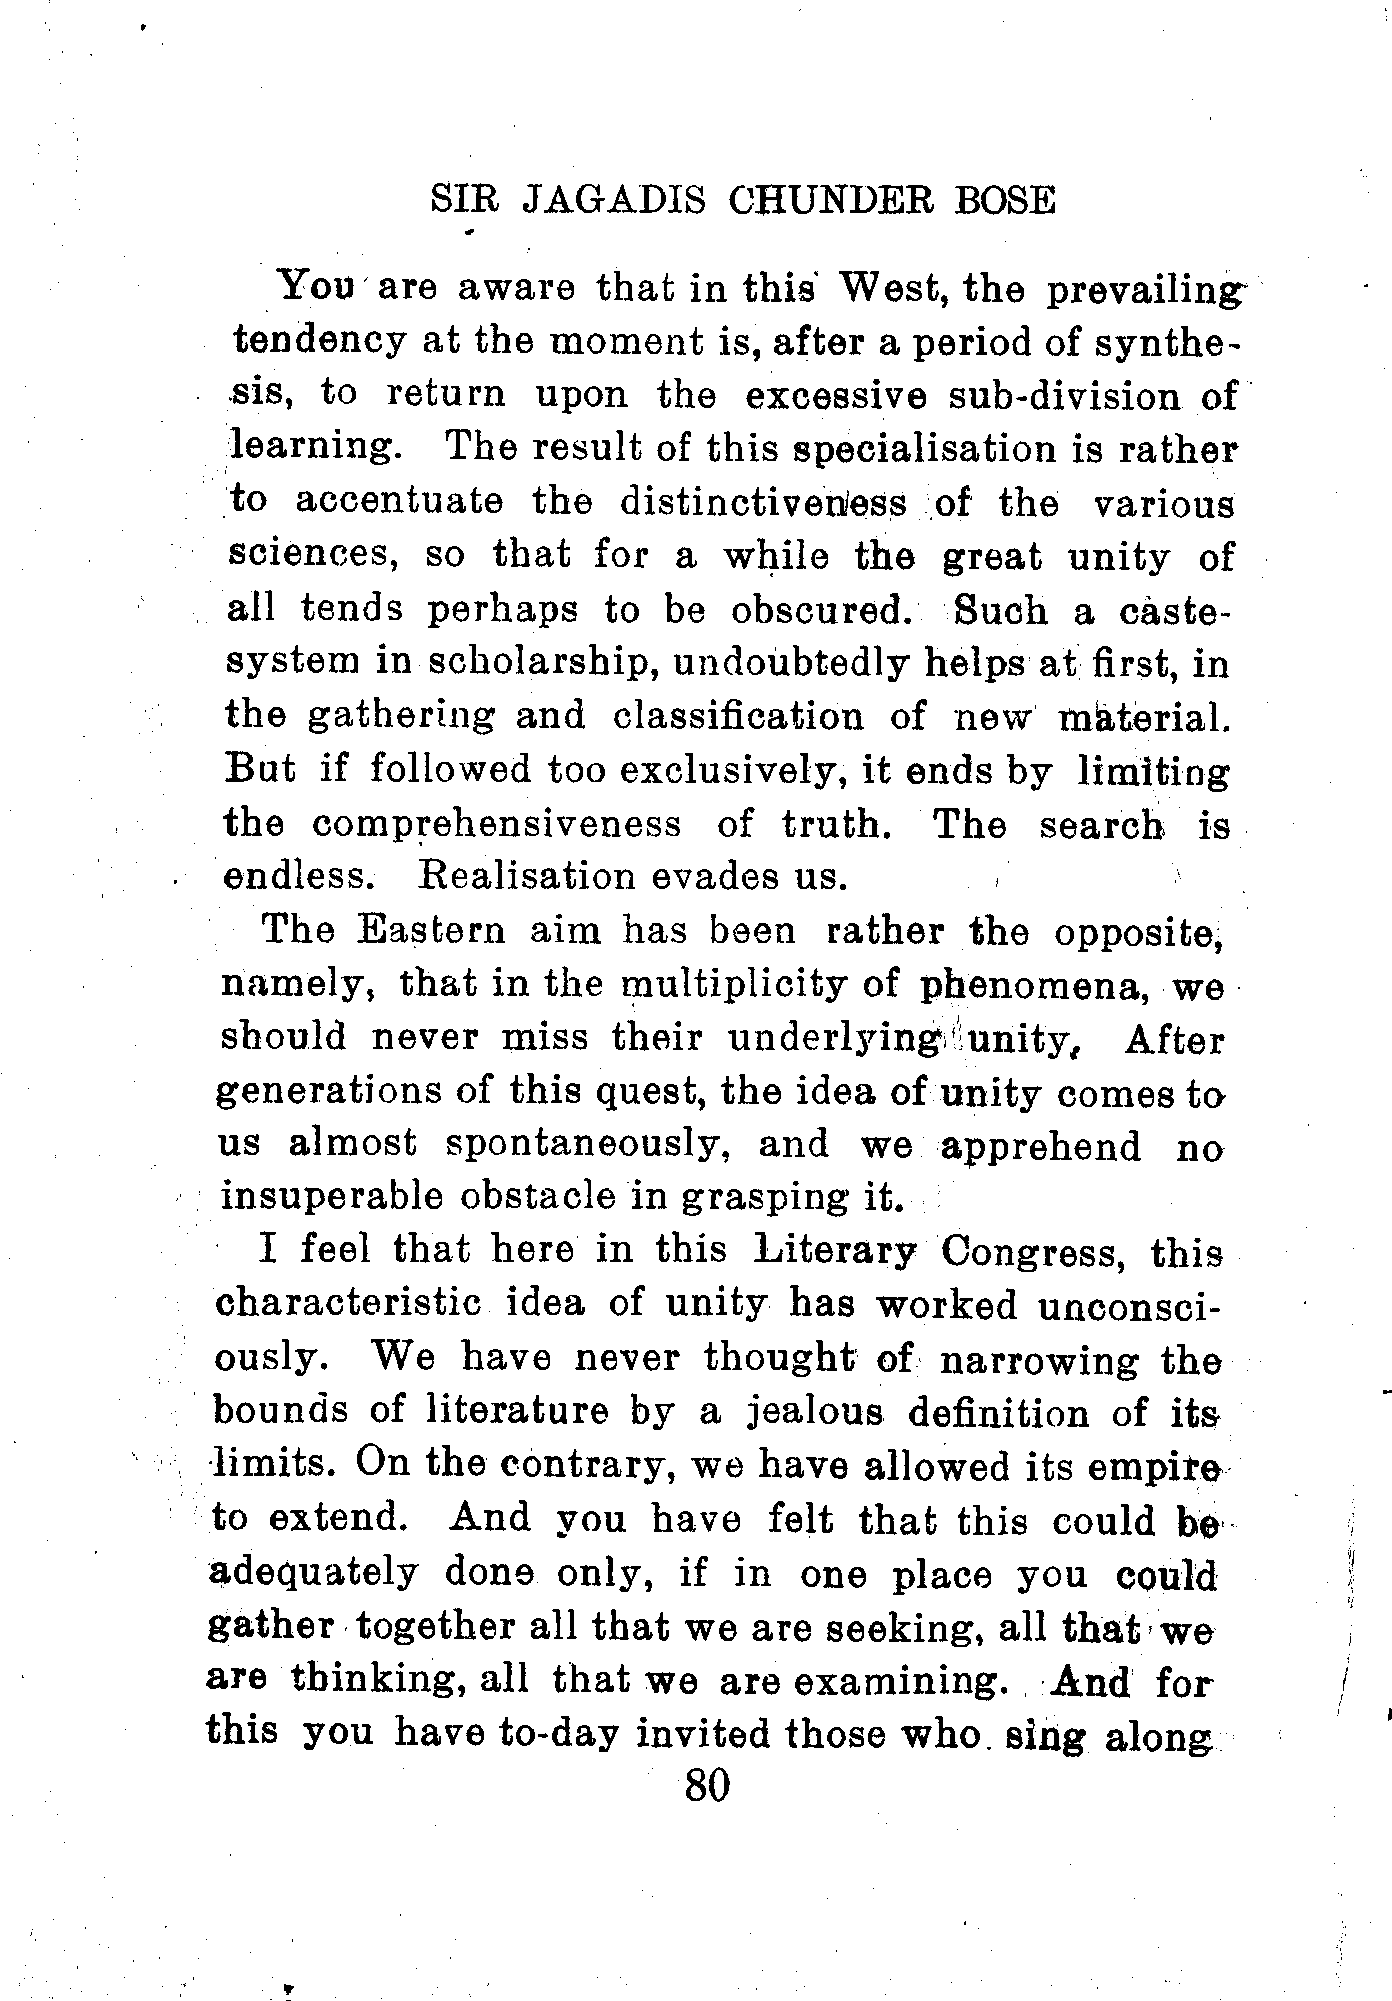 SIR JAGADIS CHUNDER BOSE
You are aware that in this West, the prevailing
tendency at the moment is, after a period of synthe-
sis, to return upon the excessive sub-division of
learning. The result of this specialisation is rather
to accentuate the distinctiveness of the various
sciences, so that for a while the great unity of
all tends perhaps to be obscured. Such a caste-
system in scholarship, undoubtedly helps at first, in
the gathering and classification of new material.
But if followed too exclusively, it ends by limiting
the comprehensiveness of truth. The search is
endless. Realisation evades us.
The Eastern aim has been rather the opposite,
namely, that in the multiplicity of phenomena, we
should never miss their underlying unity, After
generations of this quest, the idea of unity comes to
us almost spontaneously, and we apprehend no
insuperable obstacle in grasping it.
I feel that here in this Literary Congress, this
characteristic idea of unity has worked unconsci-
ously. We have never thought of narrowing the
bounds of literature by a jealous definition of its
limits. On the contrary, we have allowed its empire
to extend. And you have felt that this could be
adequately done only, if in one place you could
gather together all that we are seeking, all that we
are thinking, all that we are examining. And for
this you have to-day invited those who sing along
80